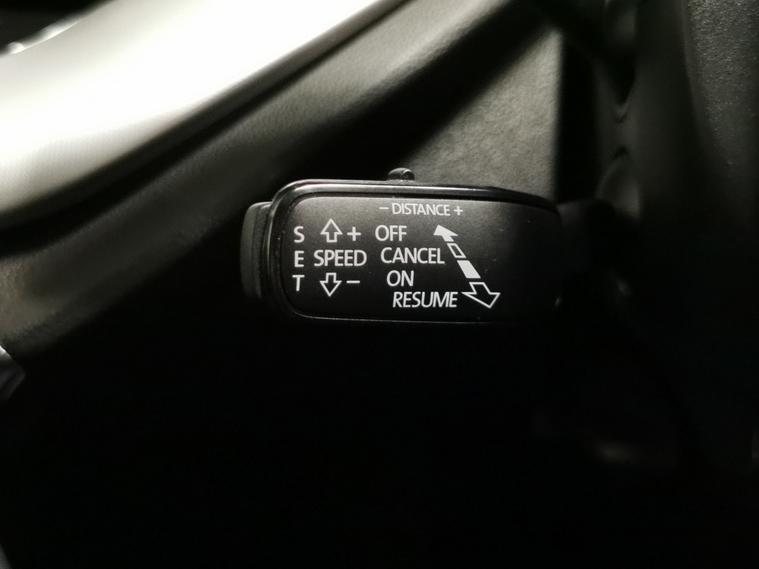 − DISTANCE +
S + OFF
E SPEED CANCEL
T − ON
RESUME